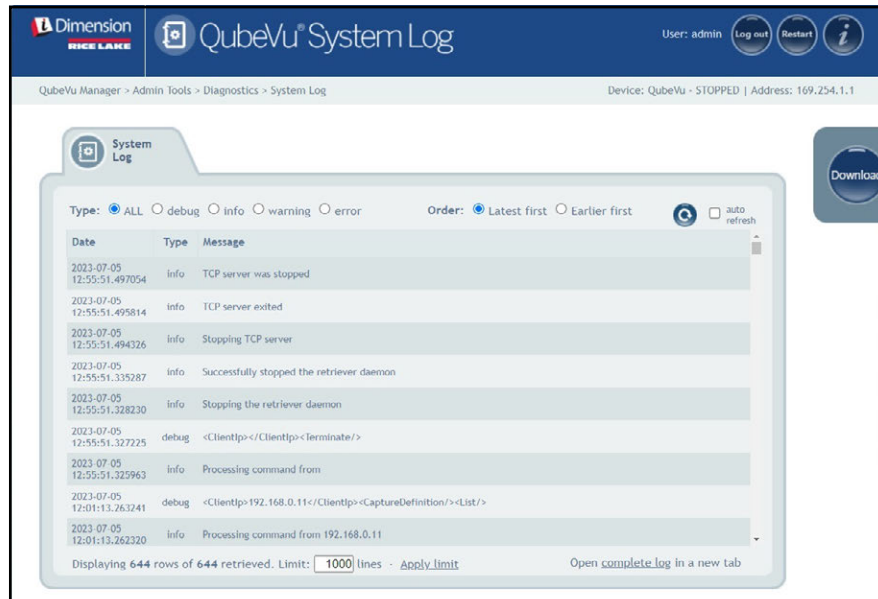 iDimension
RICE LAKE
QubeVu® System Log
User: admin
Log out
Restart
i
QubeVu Manager > Admin Tools > Diagnostics > System Log
Device: QubeVu - STOPPED | Address: 169.254.1.1
System
Log
Download
Type: ALL debug info warning error
Order: Latest first Earlier first
auto
refresh
Date Type Message
2023-07-05
12:55:51.497054 info TCP server was stopped
2023-07-05
12:55:51.495814 info TCP server exited
2023-07-05
12:55:51.494326 info Stopping TCP server
2023-07-05
12:55:51.335287 info Successfully stopped the retriever daemon
2023-07-05
12:55:51.328230 info Stopping the retriever daemon
2023-07-05
12:55:51.327225 debug <ClientIp></ClientIp><Terminate/>
2023-07-05
12:55:51.325963 info Processing command from
2023-07-05
12:01:13.263241 debug <ClientIp>192.168.0.11</ClientIp><CaptureDefinition/><List/>
2023-07-05
12:01:13.262320 info Processing command from 192.168.0.11
Displaying 644 rows of 644 retrieved. Limit: 1000 lines - Apply limit
Open complete log in a new tab